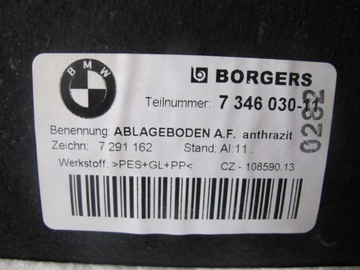 BMW
BORGERS
Teilnummer: 7 346 030-11
0282
Benennung: ABLAGEBODEN A.F. anthrazit
Zeichn: 7 291 162 Stand: AI:11
Werkstoff: >PES+GL+PP< CZ - 108590.13